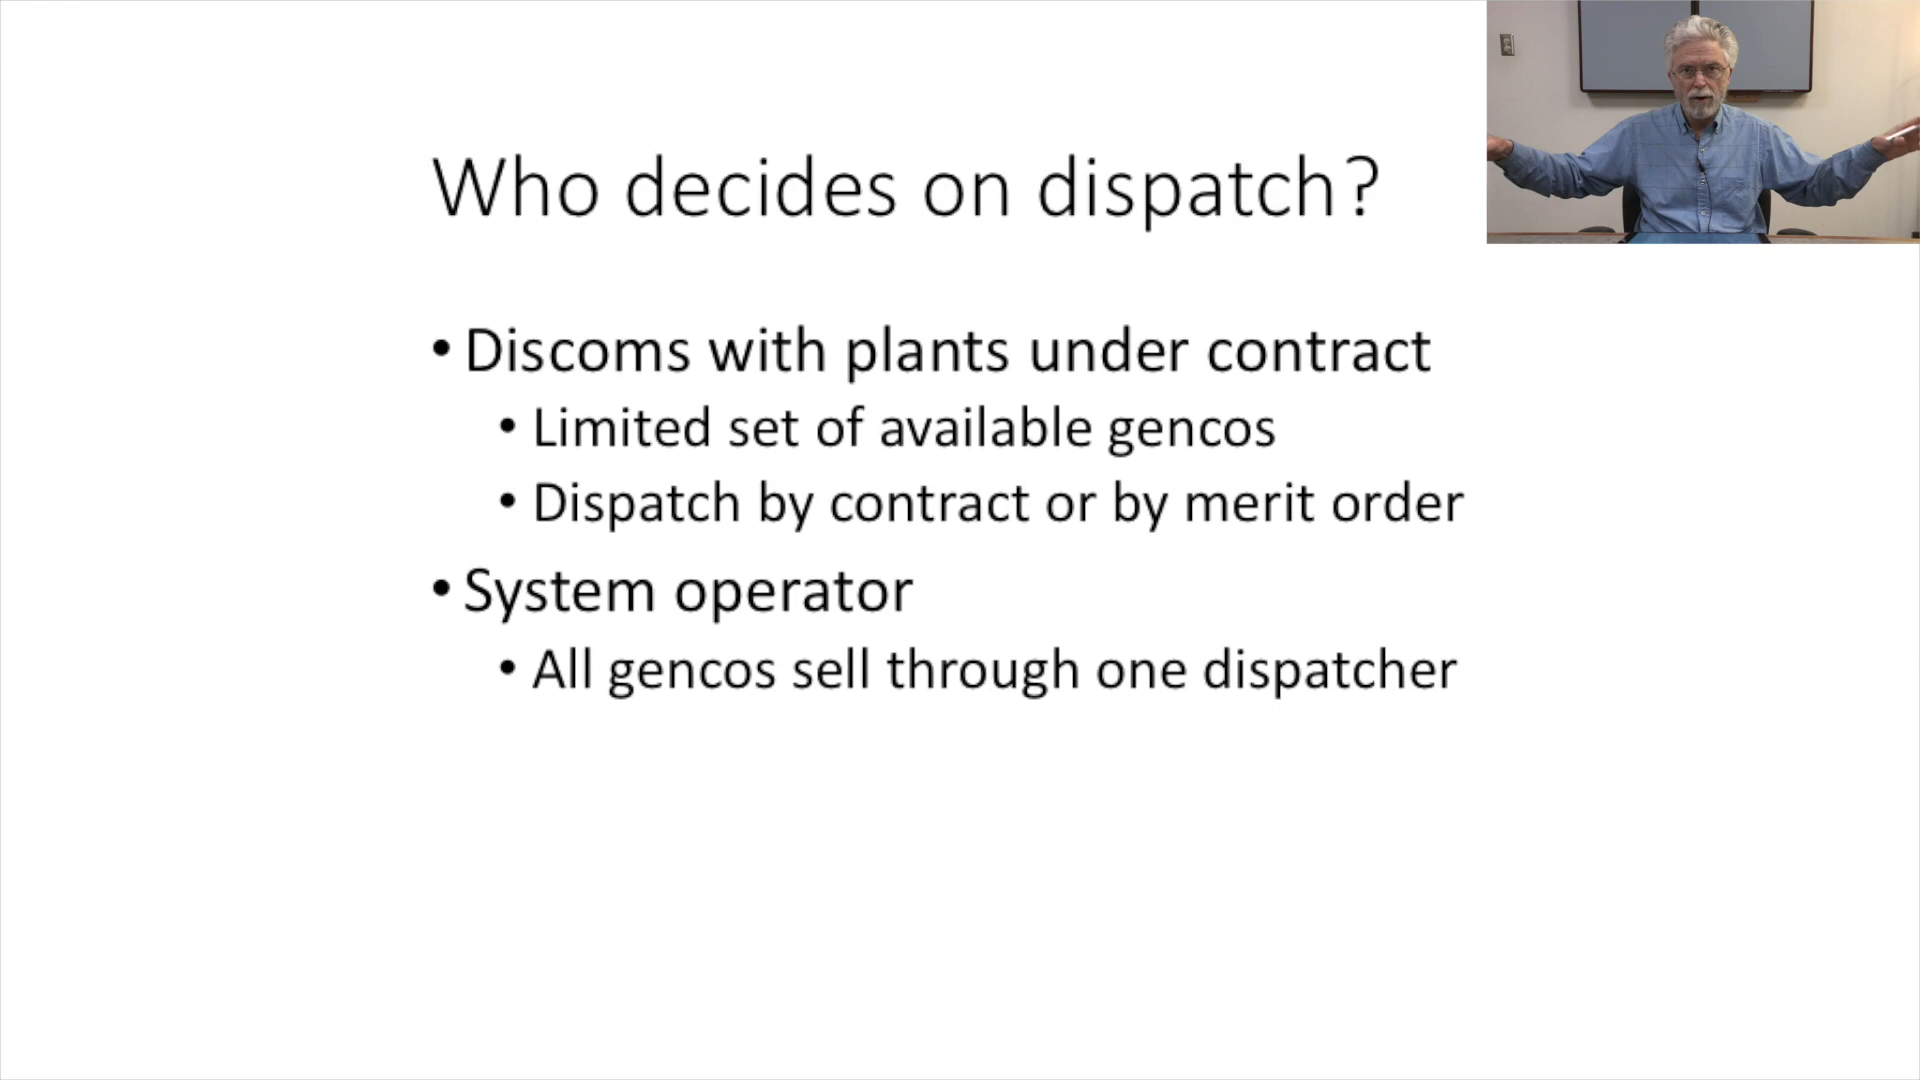 Who decides on dispatch?
• Discoms with plants under contract
• Limited set of available gencos
• Dispatch by contract or by merit order
• System operator
• All gencos sell through one dispatcher